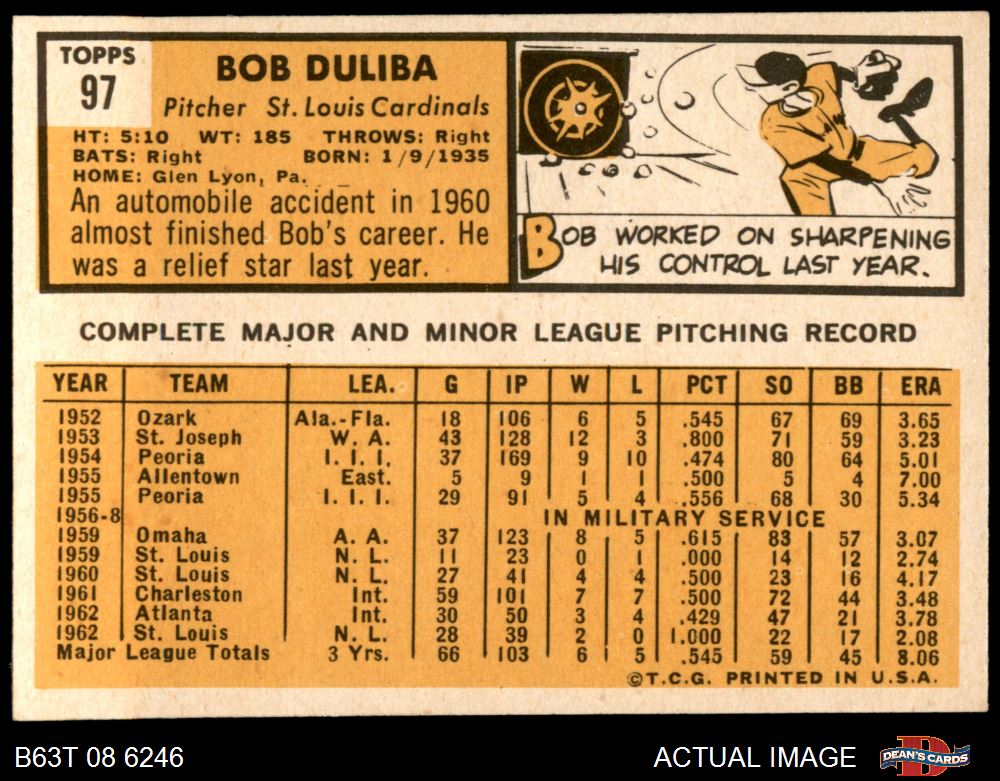 TOPPS
97
BOB DULIBA
Pitcher St. Louis Cardinals
HT: 5:10 WT: 185 THROWS: Right
BATS: Right BORN: 1/9/1935
HOME: Glen Lyon, Pa.
An automobile accident in 1960
almost finished Bob's career. He
was a relief star last year.
BOB WORKED ON SHARPENING
HIS CONTROL LAST YEAR.
COMPLETE MAJOR AND MINOR LEAGUE PITCHING RECORD
YEAR TEAM LEA. G IP W L PCT SO BB ERA
1952 Ozark Ala.-Fla. 18 106 6 5 .545 67 69 3.65
1953 St. Joseph W. A. 43 128 12 3 .800 71 59 3.23
1954 Peoria I. I. I. 37 169 9 10 .474 80 64 5.01
1955 Allentown East. 5 9 1 1 .500 5 4 7.00
1955 Peoria I. I. I. 29 91 5 4 .556 68 30 5.34
1956-8 IN MILITARY SERVICE
1959 Omaha A. A. 37 123 8 5 .615 83 57 3.07
1959 St. Louis N. L. 11 23 0 1 .000 14 12 2.74
1960 St. Louis N. L. 27 41 4 4 .500 23 16 4.17
1961 Charleston Int. 59 101 7 7 .500 72 44 3.48
1962 Atlanta Int. 30 50 3 4 .429 47 21 3.78
1962 St. Louis N. L. 28 39 2 0 1.000 22 17 2.08
Major League Totals 3 Yrs. 66 103 6 5 .545 59 45 8.06
©T.C.G. PRINTED IN U.S.A.
B63T 08 6246 ACTUAL IMAGE DEAN'S CARDS